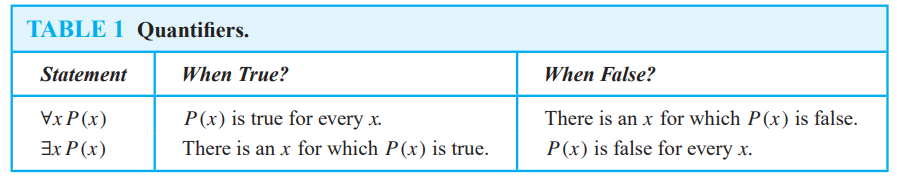 TABLE 1 Quantifiers.
Statement When True? When False?
∀x P(x) P(x) is true for every x. There is an x for which P(x) is false.
∃x P(x) There is an x for which P(x) is true. P(x) is false for every x.